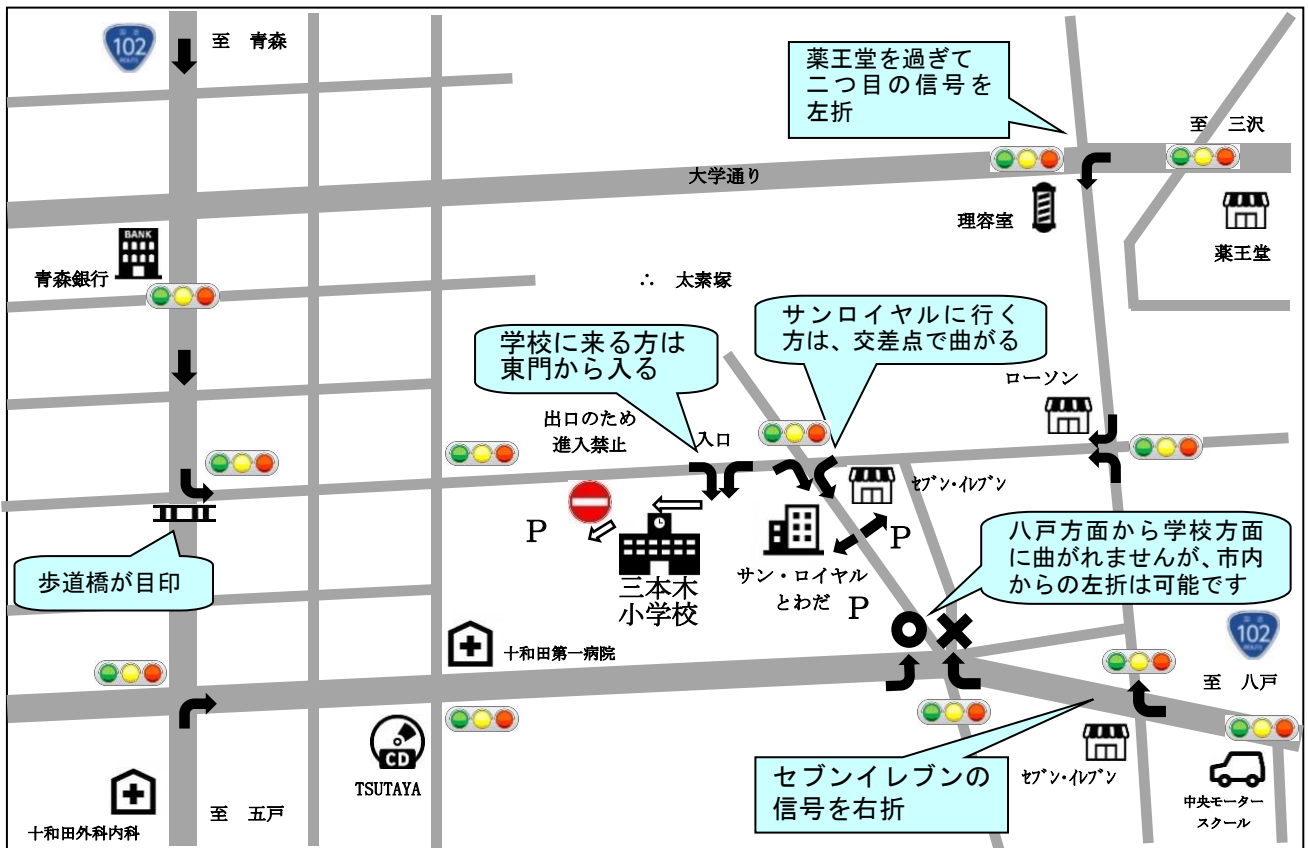 102
ROUTE
至 青森
薬王堂を過ぎて
二つ目の信号を
左折
至 三沢
大学通り
理容室
薬王堂
BANK
青森銀行
∴ 太素塚
サンロイヤルに行く
方は、交差点で曲がる
学校に来る方は
東門から入る
ローソン
出口のため
進入禁止
入口
セブン・イレブン
P
P
八戸方面から学校方面
に曲がれませんが、市内
からの左折は可能です
歩道橋が目印
三本木
小学校
サン・ロイヤル
とわだ
P
102
ROUTE
十和田第一病院
至 八戸
CD
TSUTAYA
セブンイレブンの
信号を右折
セブン・イレブン
中央モーター
スクール
至 五戸
十和田外科内科